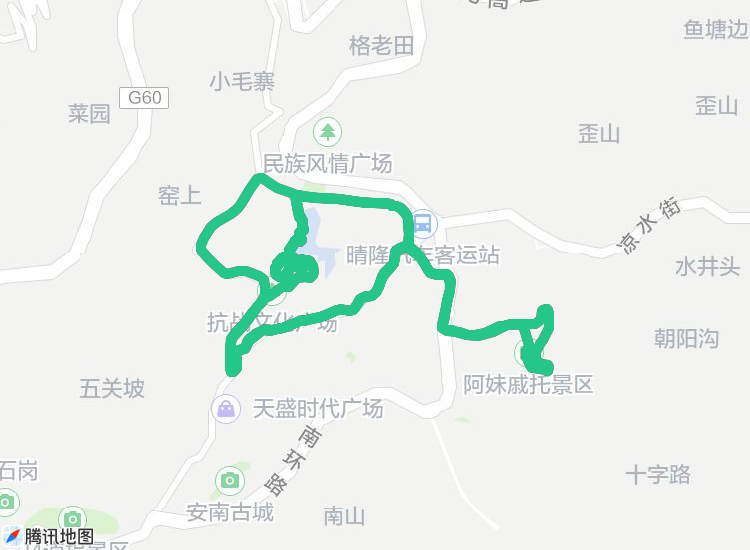 鱼塘边
格老田
小毛寨
G60
菜园
歪山
歪山
民族风情广场
窑上
凉水街
晴隆汽车客运站
水井头
抗战文化广场
朝阳沟
五关坡
阿妹戚托景区
天盛时代广场
南环路
石岗
十字路
安南古城
南山
腾讯地图